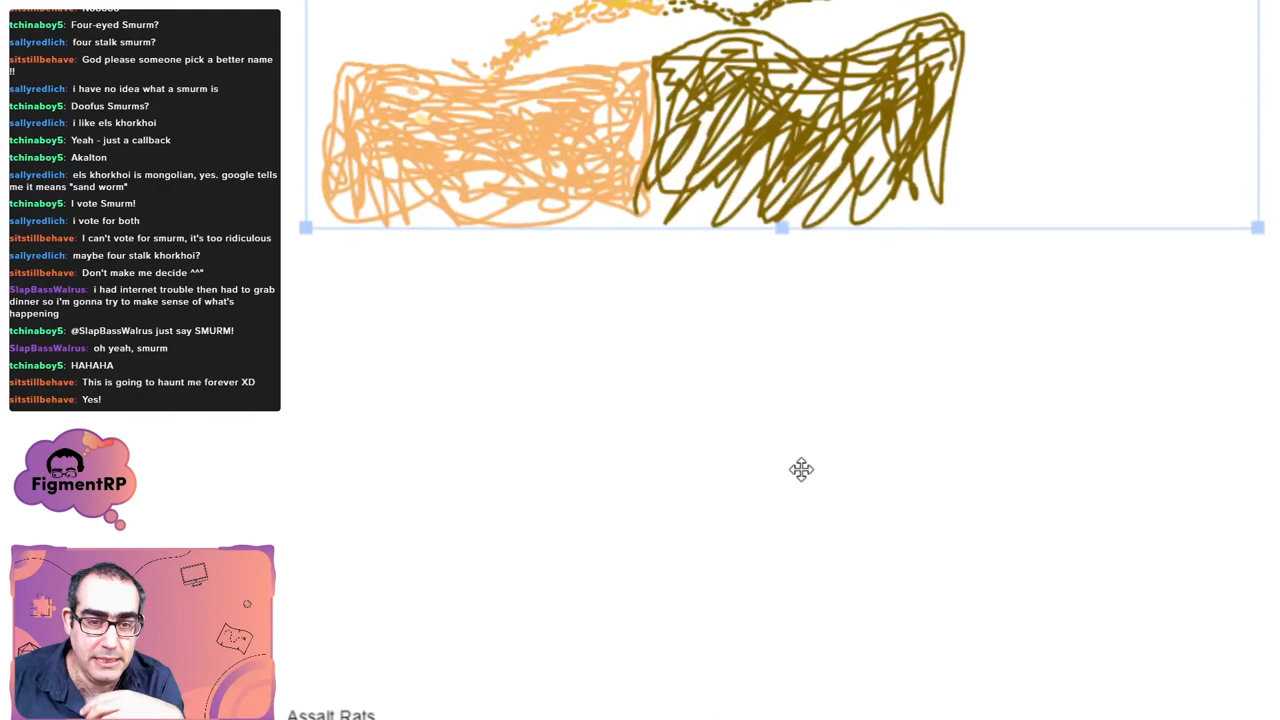 tchinaboy5: Four-eyed Smurm?
sallyredlich: four stalk smurm?
sitstillbehave: God please someone pick a better name
!!
sallyredlich: i have no idea what a smurm is
tchinaboy5: Doofus Smurms?
sallyredlich: i like els khorkhoi
tchinaboy5: Yeah - just a callback
tchinaboy5: Akalton
sallyredlich: els khorkhoi is mongolian, yes. google tells
me it means "sand worm"
tchinaboy5: I vote Smurm!
sallyredlich: i vote for both
sitstillbehave: I can't vote for smurm, it's too ridiculous
sallyredlich: maybe four stalk khorkhoi?
sitstillbehave: Don't make me decide ^^"
SlapBassWalrus: i had internet trouble then had to grab
dinner so i'm gonna try to make sense of what's
happening
tchinaboy5: @SlapBassWalrus just say SMURM!
SlapBassWalrus: oh yeah, smurm
tchinaboy5: HAHAHA
sitstillbehave: This is going to haunt me forever XD
sitstillbehave: Yes!
FigmentRP
Assalt Rats